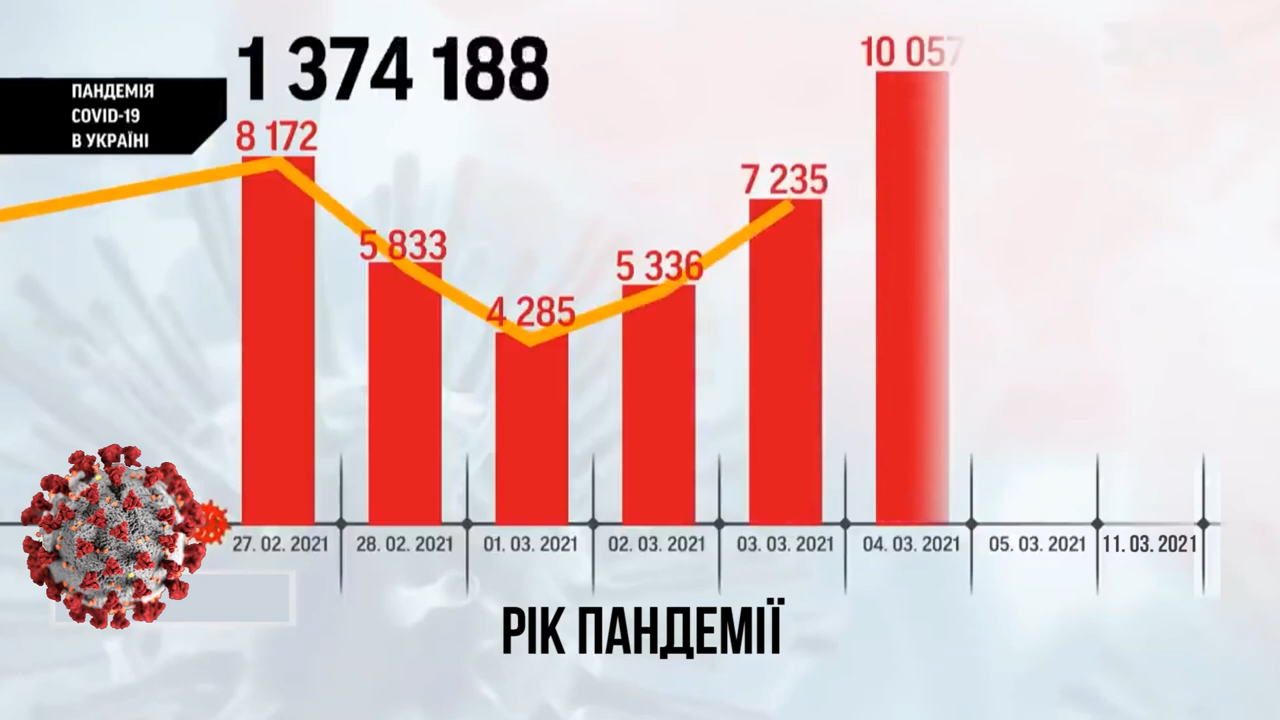 1 374 188
ПАНДЕМІЯ
COVID-19
В УКРАЇНІ
8 172
5 833
4 285
5 336
7 235
10 057
27. 02. 2021
28. 02. 2021
01. 03. 2021
02. 03. 2021
03. 03. 2021
04. 03. 2021
05. 03. 2021
11. 03. 2021
РІК ПАНДЕМІЇ